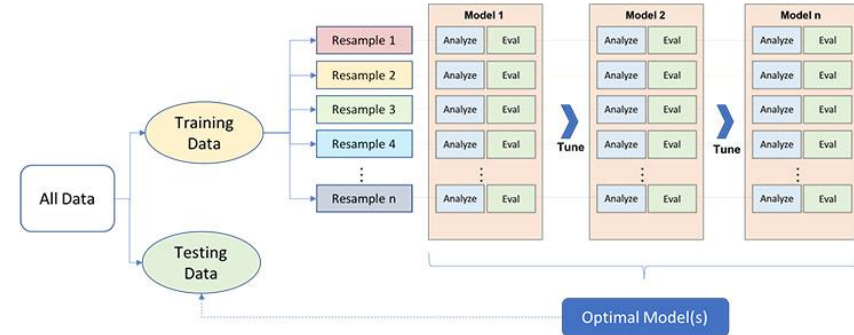 Model 1
Model 2
Model n
Resample 1
Analyze Eval
Analyze Eval
Analyze Eval
Resample 2
Analyze Eval
Analyze Eval
Analyze Eval
Training
Data
Resample 3
Analyze Eval
Analyze Eval
Analyze Eval
Resample 4
Analyze Eval
Tune
Analyze Eval
Tune
Analyze Eval
⋮
⋮
⋮
⋮
All Data
Resample n
Analyze Eval
Analyze Eval
Analyze Eval
Testing
Data
Optimal Model(s)